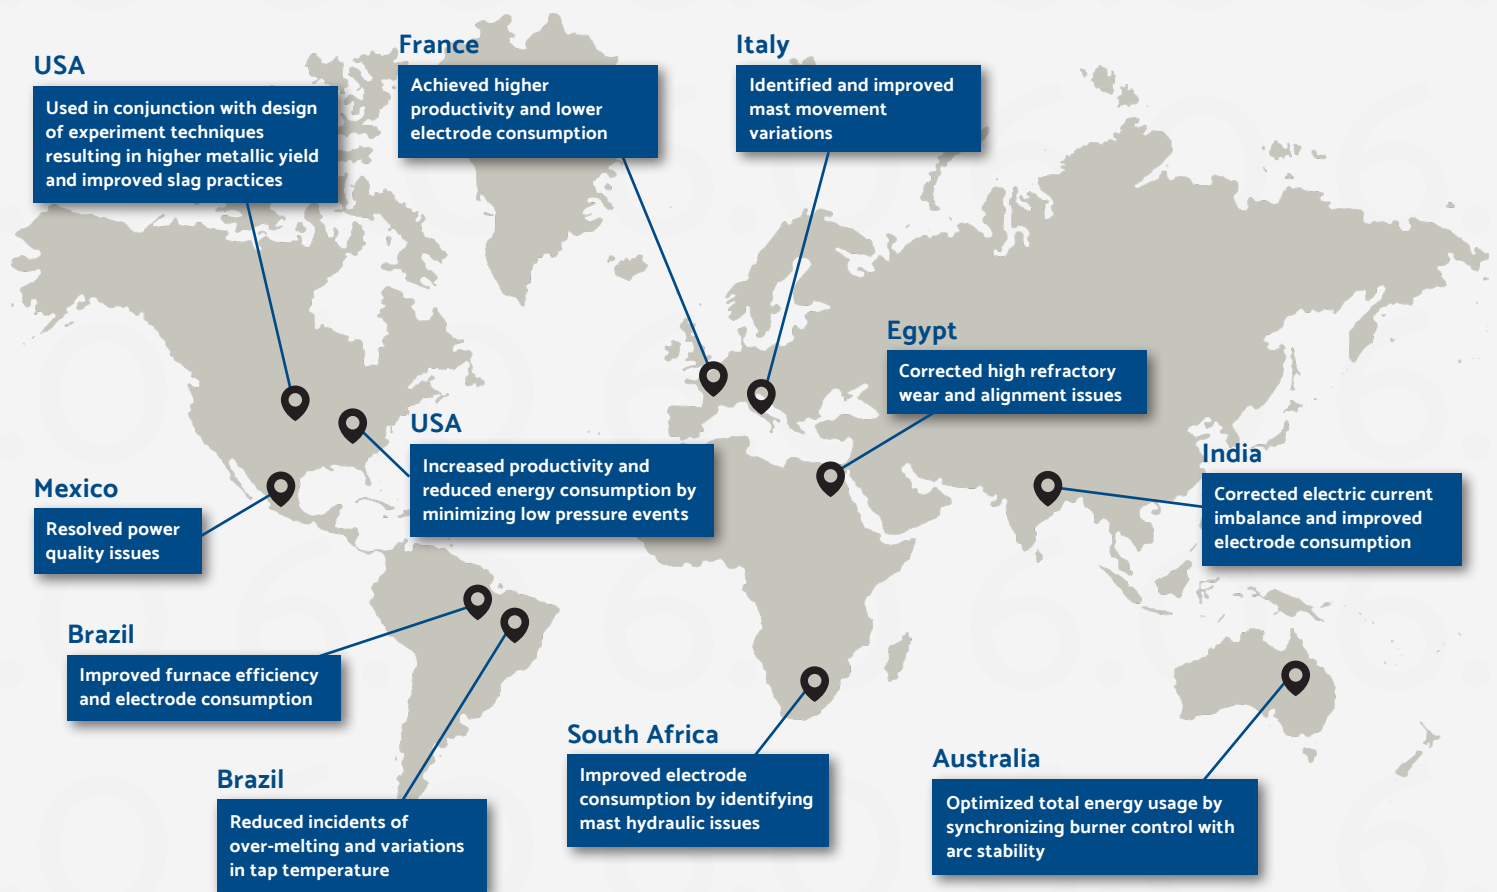 USA
Used in conjunction with design
of experiment techniques
resulting in higher metallic yield
and improved slag practices
France
Achieved higher
productivity and lower
electrode consumption
Italy
Identified and improved
mast movement
variations
Egypt
Corrected high refractory
wear and alignment issues
USA
Increased productivity and
reduced energy consumption by
minimizing low pressure events
India
Corrected electric current
imbalance and improved
electrode consumption
Mexico
Resolved power
quality issues
Brazil
Improved furnace efficiency
and electrode consumption
Brazil
Reduced incidents of
over-melting and variations
in tap temperature
South Africa
Improved electrode
consumption by identifying
mast hydraulic issues
Australia
Optimized total energy usage by
synchronizing burner control with
arc stability